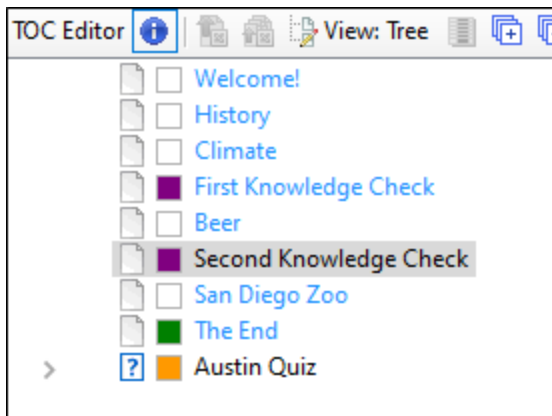 TOC Editor View: Tree
Welcome!
History
Climate
First Knowledge Check
Beer
Second Knowledge Check
San Diego Zoo
The End
? Austin Quiz